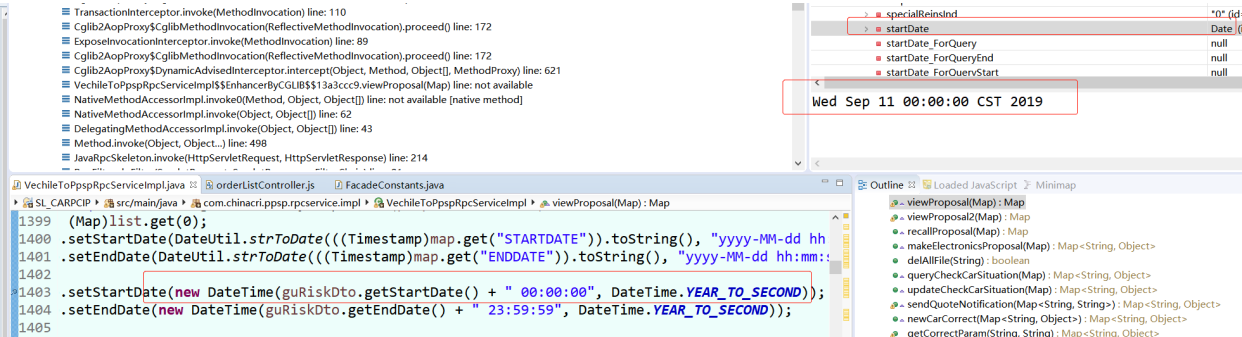 TransactionInterceptor.invoke(MethodInvocation) line: 110
Cglib2AopProxy$CglibMethodInvocation(ReflectiveMethodInvocation).proceed() line: 172
ExposeInvocationInterceptor.invoke(MethodInvocation) line: 89
Cglib2AopProxy$CglibMethodInvocation(ReflectiveMethodInvocation).proceed() line: 172
Cglib2AopProxy$DynamicAdvisedInterceptor.intercept(Object, Method, Object[], MethodProxy) line: 621
VechileToPpspRpcServiceImpl$$EnhancerByCGLIB$$13a3ccc9.viewProposal(Map) line: not available
NativeMethodAccessorImpl.invoke0(Method, Object, Object[]) line: not available [native method]
NativeMethodAccessorImpl.invoke(Object, Object[]) line: 62
DelegatingMethodAccessorImpl.invoke(Object, Object[]) line: 43
Method.invoke(Object, Object...) line: 498
JavaRpcSkeleton.invoke(HttpServletRequest, HttpServletResponse) line: 214
specialReinsInd "0" (id=
startDate Date (i
startDate_ForQuery null
startDate_ForQueryEnd null
startDate_ForQueryStart null
Wed Sep 11 00:00:00 CST 2019
VechileToPpspRpcServiceImpl.java orderListController.js FacadeConstants.java
SL_CARPCIP src/main/java com.chinacri.ppsp.rpcservice.impl VechileToPpspRpcServiceImpl viewProposal(Map) : Map
1399 (Map)list.get(0);
1400 .setStartDate(DateUtil.strToDate(((Timestamp)map.get("STARTDATE")).toString(), "yyyy-MM-dd hh
1401 .setEndDate(DateUtil.strToDate(((Timestamp)map.get("ENDDATE")).toString(), "yyyy-MM-dd hh:mm:s
1402
1403 .setStartDate(new DateTime(guRiskDto.getStartDate() + " 00:00:00", DateTime.YEAR_TO_SECOND));
1404 .setEndDate(new DateTime(guRiskDto.getEndDate() + " 23:59:59", DateTime.YEAR_TO_SECOND));
1405
Outline Loaded JavaScript Minimap
viewProposal(Map) : Map
viewProposal2(Map) : Map
recallProposal(Map) : Map
makeElectronicsProposal(Map) : Map<String, Object>
delAllFile(String) : boolean
queryCheckCarSituation(Map) : Map<String, Object>
updateCheckCarSituation(Map) : Map<String, Object>
sendQuoteNotification(Map<String, String>) : Map<String, Object>
newCarCorrect(Map<String, Object>) : Map<String, Object>
getCorrectParam(String, String) : Map<String, Object>